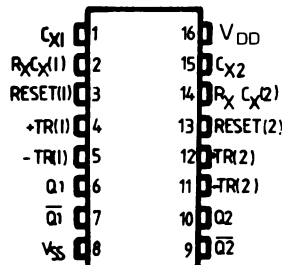 CX1 1 16 VDD
RXCX(1) 2 15 CX2
RESET(1) 3 14 RX CX(2)
+TR(1) 4 13 RESET(2)
-TR(1) 5 12 +TR(2)
Q1 6 11 -TR(2)
Q̅1̅ 7 10 Q2
VSS 8 9 Q̅2̅